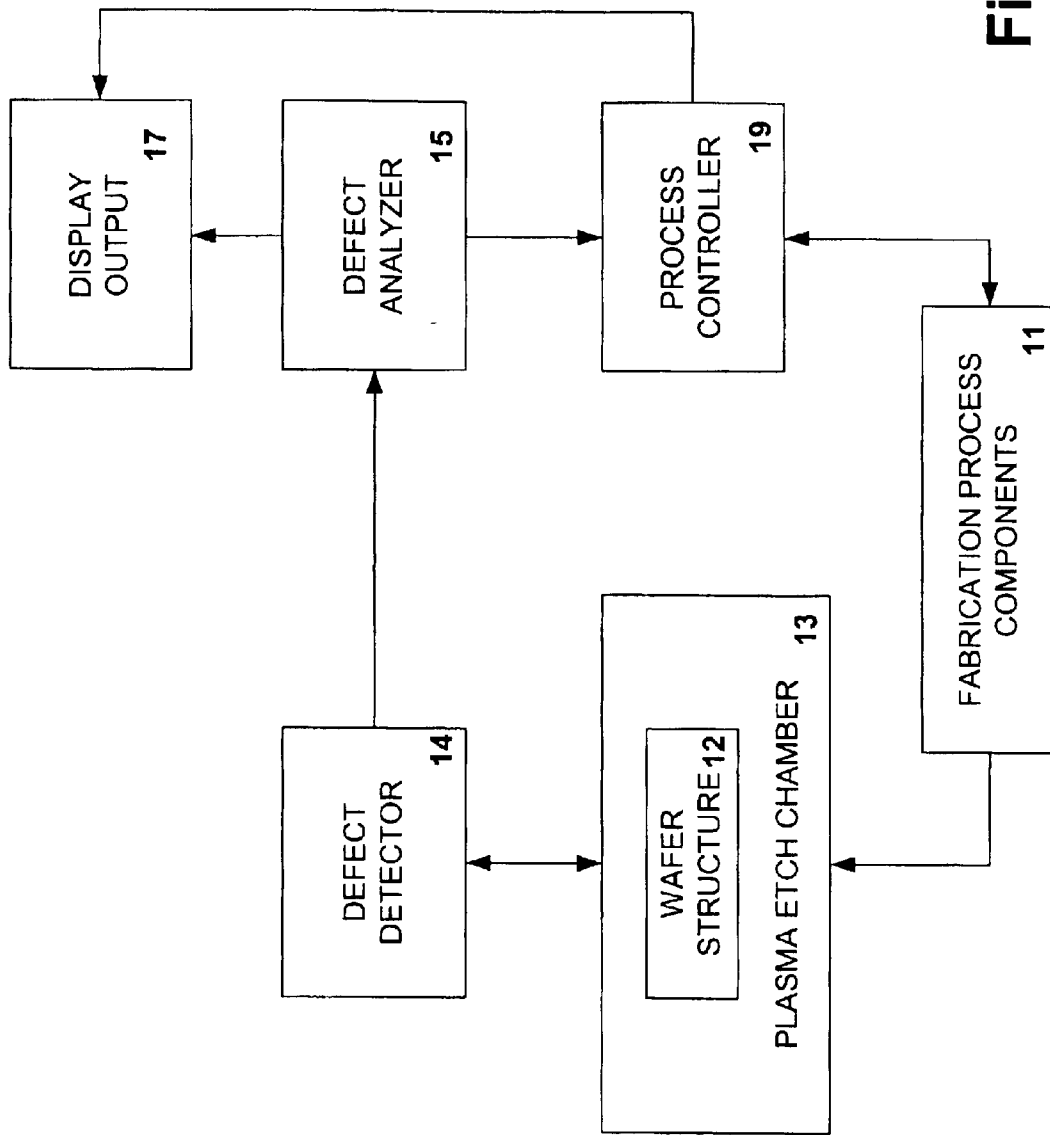 DISPLAY
OUTPUT
17
DEFECT
DETECTOR
14
DEFECT
ANALYZER
15
WAFER
STRUCTURE 12
PLASMA ETCH CHAMBER
13
PROCESS
CONTROLLER
19
FABRICATION PROCESS
COMPONENTS
11
Fi